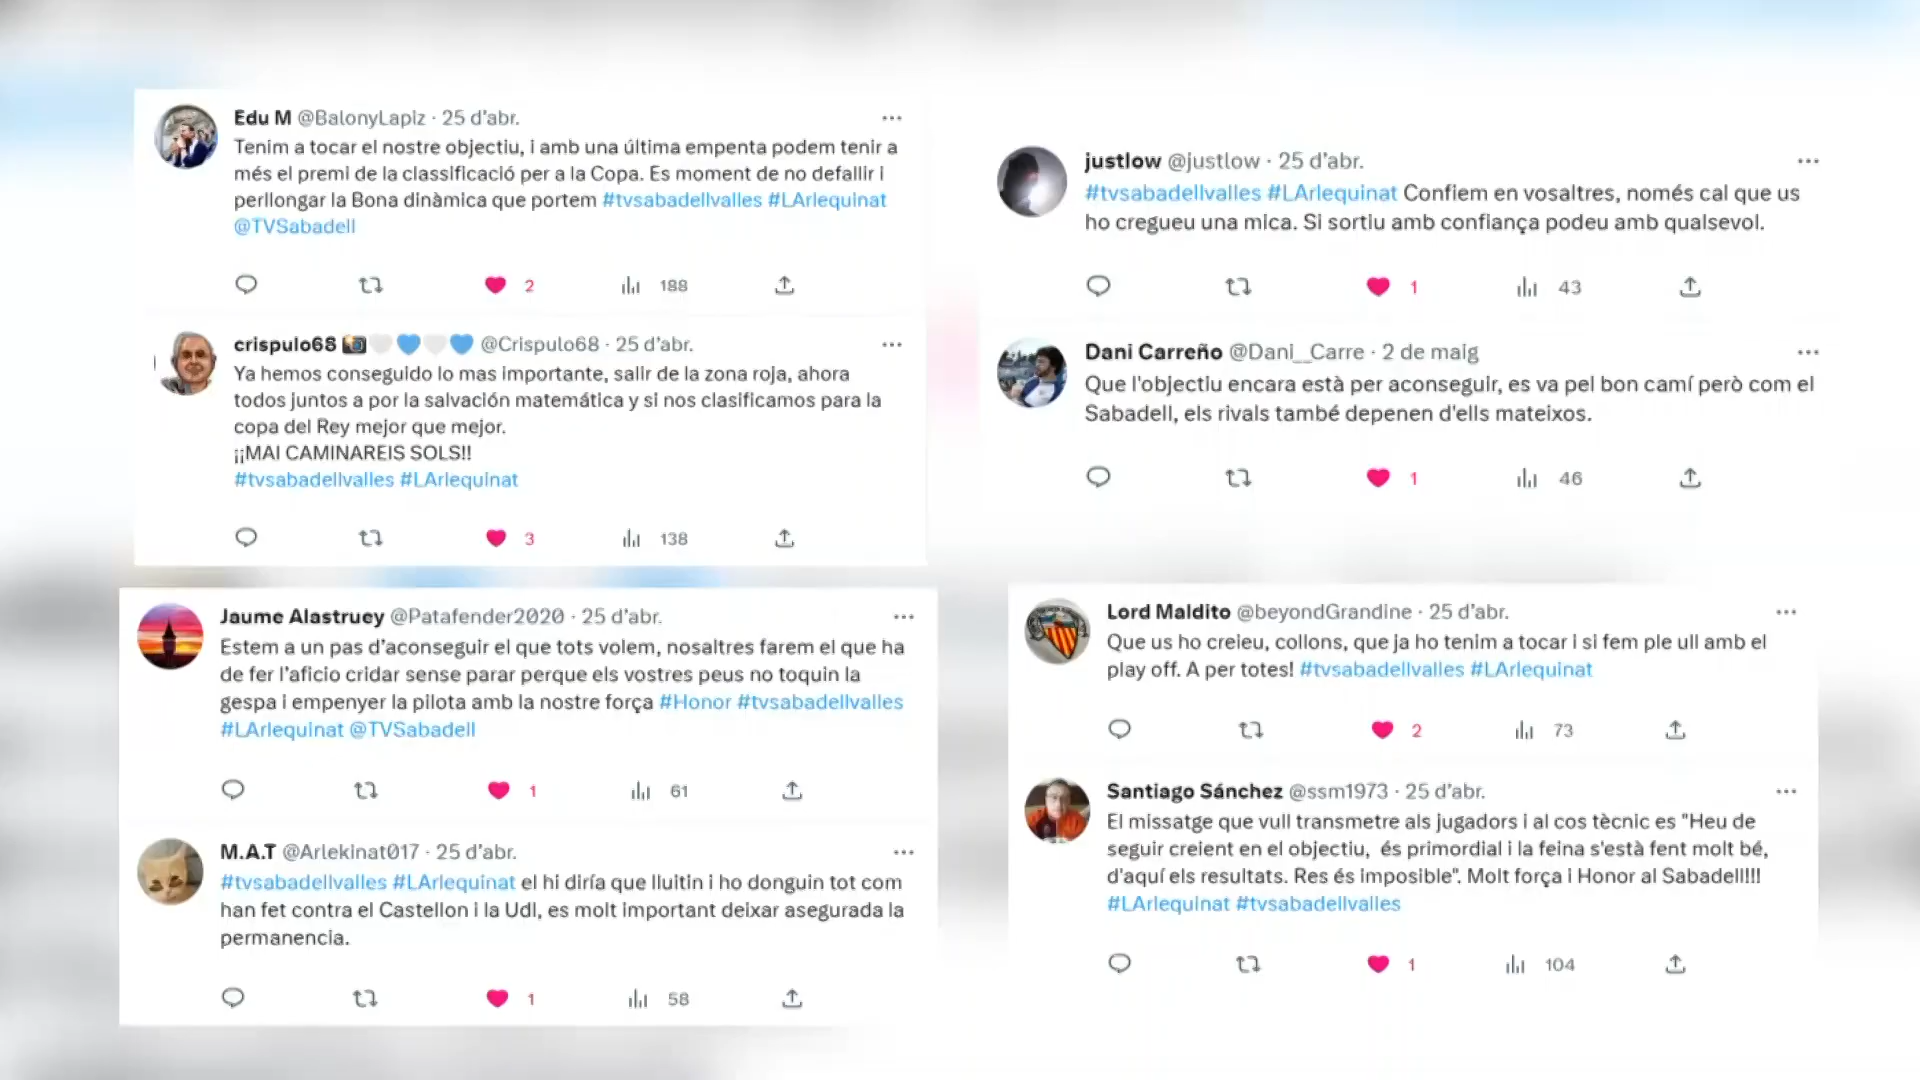 Edu M @BalonyLapiz · 25 d'abr.
Tenim a tocar el nostre objectiu, i amb una última empenta podem tenir a
més el premi de la classificació per a la Copa. Es moment de no defallir i
perllongar la Bona dinàmica que portem #tvsabadellvalles #LArlequinat
@TVSabadell
2 188
crispulo68 @Crispulo68 · 25 d'abr.
Ya hemos conseguido lo mas importante, salir de la zona roja, ahora
todos juntos a por la salvación matemática y si nos clasificamos para la
copa del Rey mejor que mejor.
¡¡MAI CAMINAREIS SOLS!!
#tvsabadellvalles #LArlequinat
3 138
Jaume Alastruey @Patafender2020 · 25 d'abr.
Estem a un pas d'aconseguir el que tots volem, nosaltres farem el que ha
de fer l'aficio cridar sense parar perque els vostres peus no toquin la
gespa i empenyer la pilota amb la nostre força #Honor #tvsabadellvalles
#LArlequinat @TVSabadell
1 61
M.A.T @Arlekinat017 · 25 d'abr.
#tvsabadellvalles #LArlequinat el hi diría que lluitin i ho donguin tot com
han fet contra el Castellon i la Udl, es molt important deixar asegurada la
permanencia.
1 58
justlow @justlow · 25 d'abr.
#tvsabadellvalles #LArlequinat Confiem en vosaltres, només cal que us
ho cregueu una mica. Si sortiu amb confiança podeu amb qualsevol.
1 43
Dani Carreño @Dani__Carre · 2 de maig
Que l'objectiu encara està per aconseguir, es va pel bon camí però com el
Sabadell, els rivals també depenen d'ells mateixos.
1 46
Lord Maldito @beyondGrandine · 25 d'abr.
Que us ho creieu, collons, que ja ho tenim a tocar i si fem ple ull amb el
play off. A per totes! #tvsabadellvalles #LArlequinat
2 73
Santiago Sánchez @ssm1973 · 25 d'abr.
El missatge que vull transmetre als jugadors i al cos tècnic es "Heu de
seguir creient en el objectiu, és primordial i la feina s'està fent molt bé,
d'aquí els resultats. Res és imposible". Molt força i Honor al Sabadell!!!
#LArlequinat #tvsabadellvalles
1 104